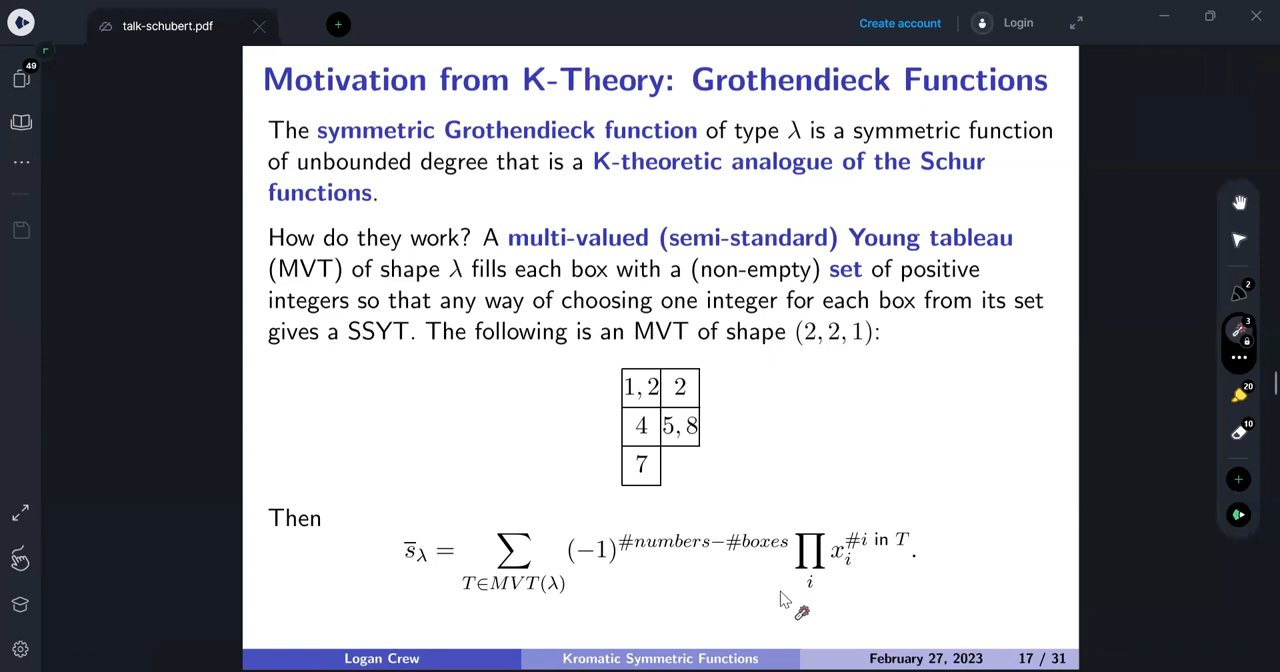 talk-schubert.pdf
Create account
Login
49
Motivation from K-Theory: Grothendieck Functions
The symmetric Grothendieck function of type λ is a symmetric function
of unbounded degree that is a K-theoretic analogue of the Schur
functions.
How do they work? A multi-valued (semi-standard) Young tableau
(MVT) of shape λ fills each box with a (non-empty) set of positive
integers so that any way of choosing one integer for each box from its set
gives a SSYT. The following is an MVT of shape (2, 2, 1):
1, 2 2
4 5, 8
7
Then
s̅_λ = ∑_{T∈MVT(λ)} (−1)^{#numbers−#boxes} ∏_i x_i^{#i in T}.
2
3
20
10
Logan Crew Kromatic Symmetric Functions February 27, 2023 17 / 31